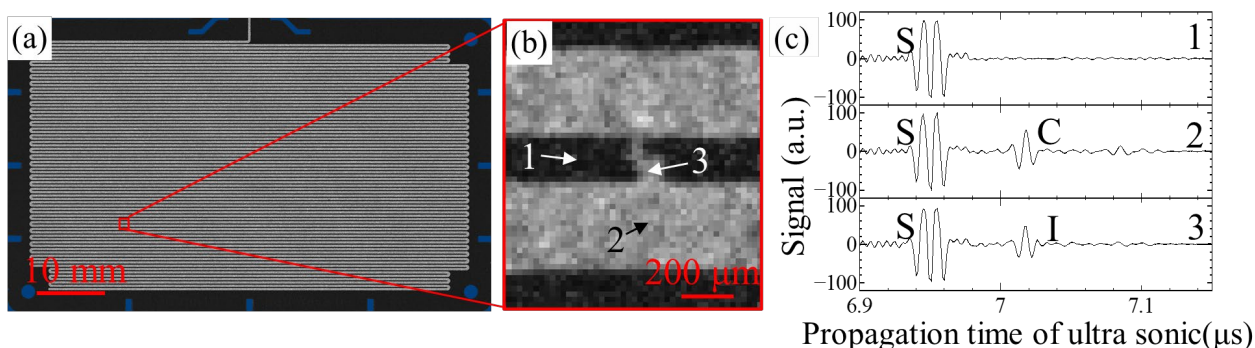 (a)
10 mm
(b)
1
3
2
200 μm
(c)
Signal (a.u.)
100
0
−100
S
1
100
0
−100
S
C
2
100
0
−100
S
I
3
6.9
7
7.1
Propagation time of ultra sonic(μs)